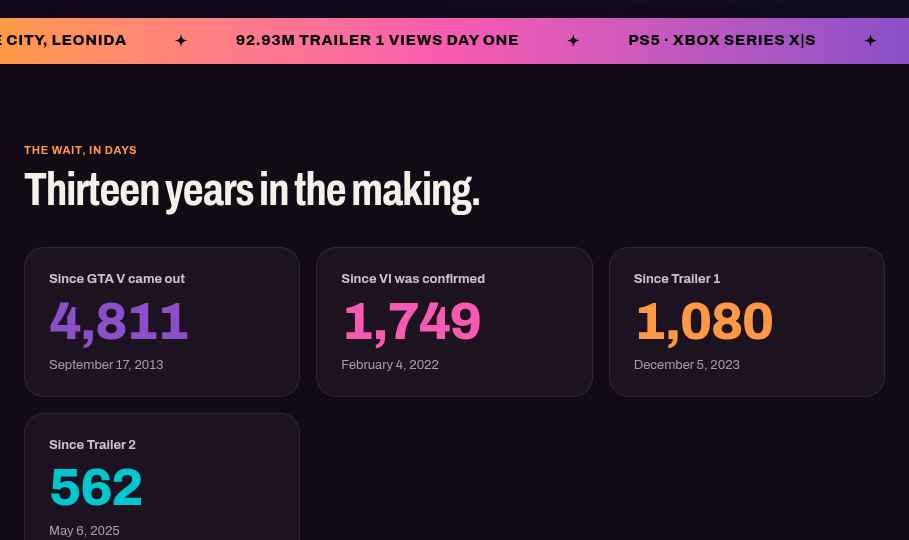 E CITY, LEONIDA ✦ 92.93M TRAILER 1 VIEWS DAY ONE ✦ PS5 · XBOX SERIES X|S ✦
THE WAIT, IN DAYS
Thirteen years in the making.
Since GTA V came out
4,811
September 17, 2013
Since VI was confirmed
1,749
February 4, 2022
Since Trailer 1
1,080
December 5, 2023
Since Trailer 2
562
May 6, 2025